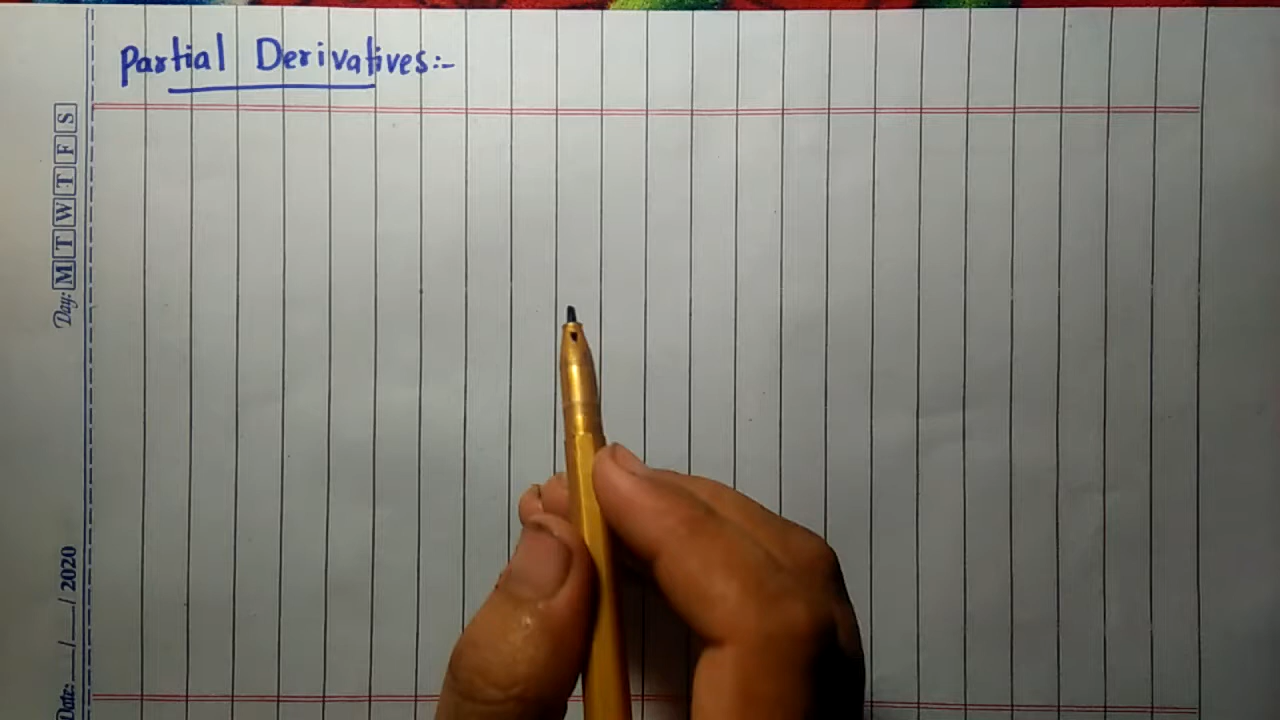 Partial Derivatives:-
Day: M T W T F S
Date: ___/___/ 2020